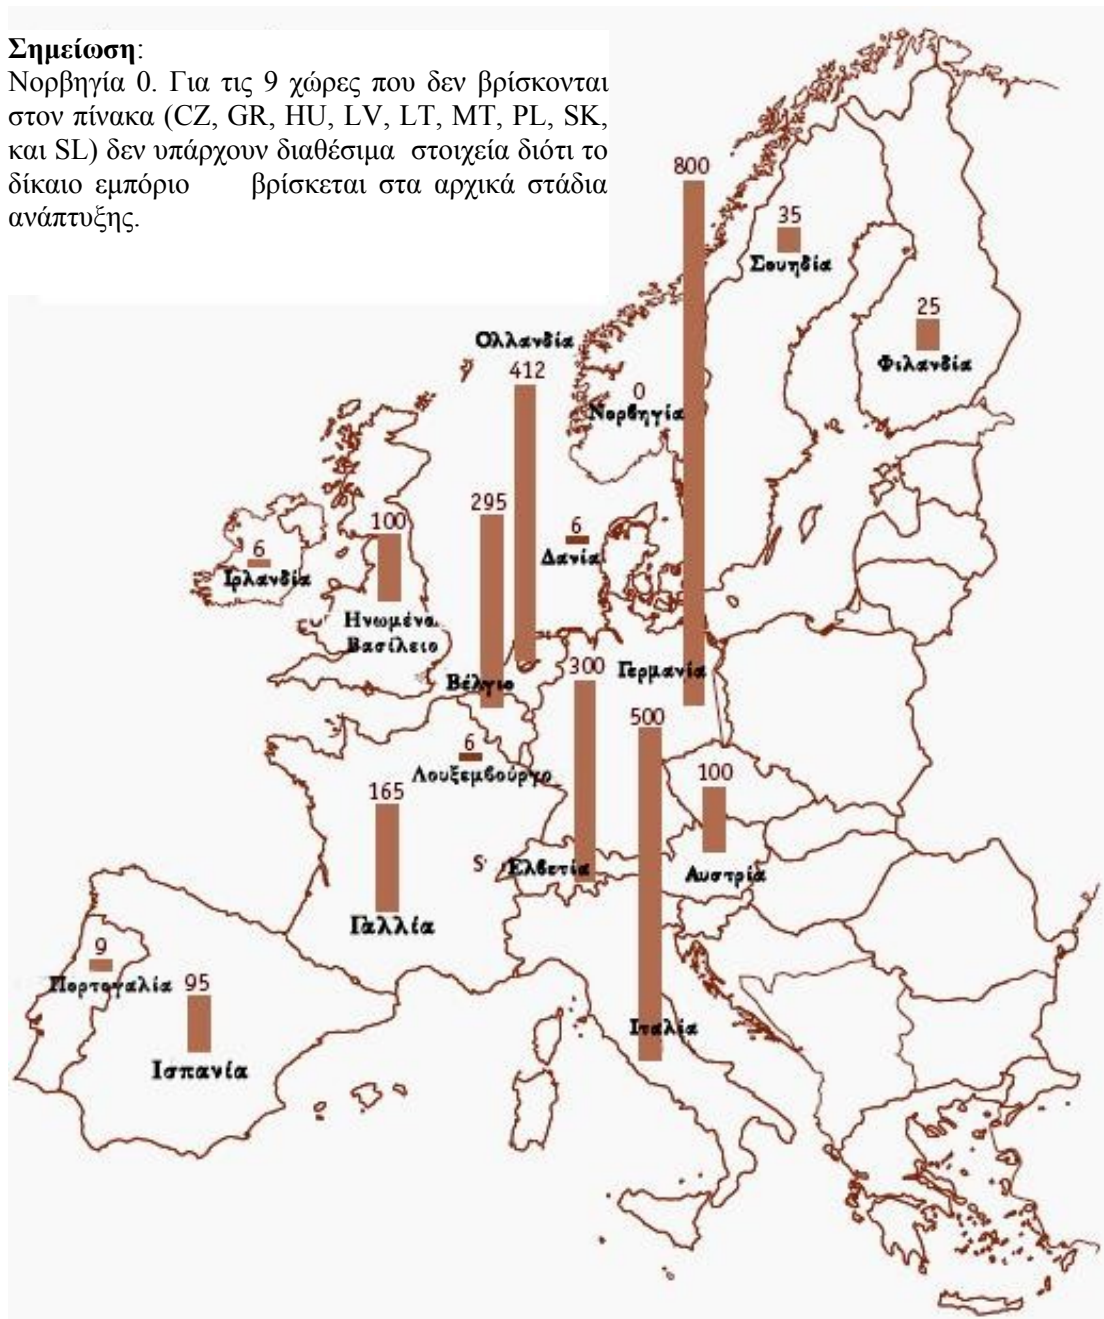 Σημείωση:
Νορβηγία 0. Για τις 9 χώρες που δεν βρίσκονται
στον πίνακα (CZ, GR, HU, LV, LT, MT, PL, SK,
και SL) δεν υπάρχουν διαθέσιμα στοιχεία διότι το
δίκαιο εμπόριο βρίσκεται στα αρχικά στάδια
ανάπτυξης.
800
35
Σουηδία
25
Φιλανδία
Ολλανδία
412
0
Νορβηγία
295
100
6
Δανία
6
Ιρλανδία
Ηνωμένο
Βασίλειο
300
Γερμανία
Βέλγιο
500
6
Λουξεμβούργο
100
165
S
Ελβετία
Αυστρία
Γαλλία
9
Πορτογαλία
95
Ιταλία
Ισπανία